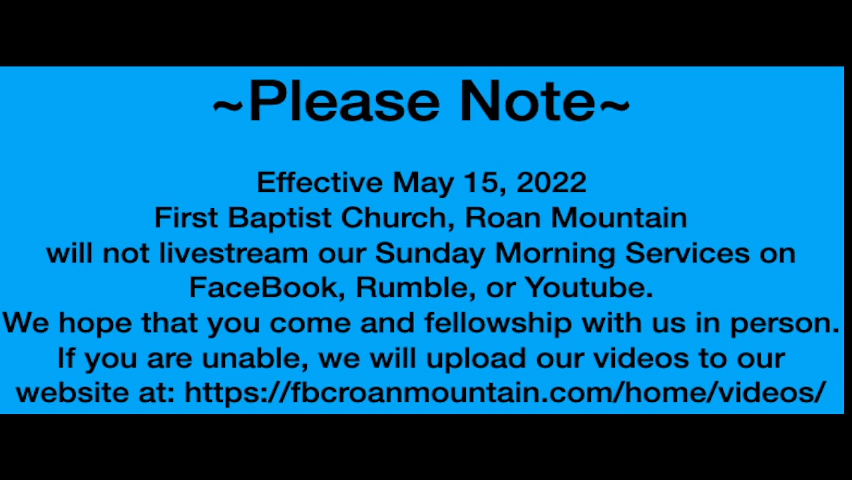 ~Please Note~
Effective May 15, 2022
First Baptist Church, Roan Mountain
will not livestream our Sunday Morning Services on
FaceBook, Rumble, or Youtube.
We hope that you come and fellowship with us in person.
If you are unable, we will upload our videos to our
website at: https://fbcroanmountain.com/home/videos/